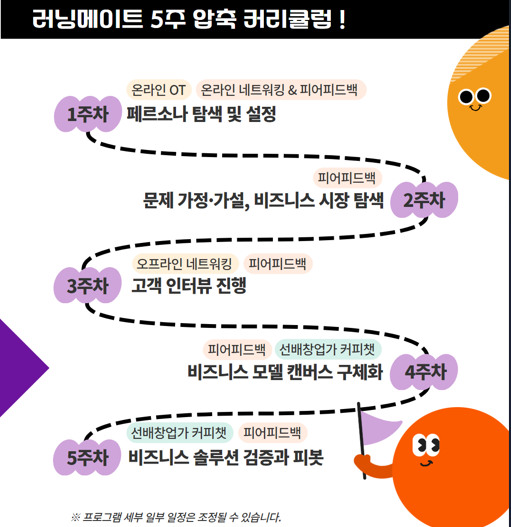 러닝메이트 5주 압축 커리큘럼 !
온라인 OT 온라인 네트워킹 & 피어피드백
1주차 페르소나 탐색 및 설정
피어피드백
문제 가정·가설, 비즈니스 시장 탐색 2주차
오프라인 네트워킹 피어피드백
3주차 고객 인터뷰 진행
피어피드백 선배창업가 커피챗
비즈니스 모델 캔버스 구체화 4주차
선배창업가 커피챗 피어피드백
5주차 비즈니스 솔루션 검증과 피봇
※ 프로그램 세부 일부 일정은 조정될 수 있습니다.